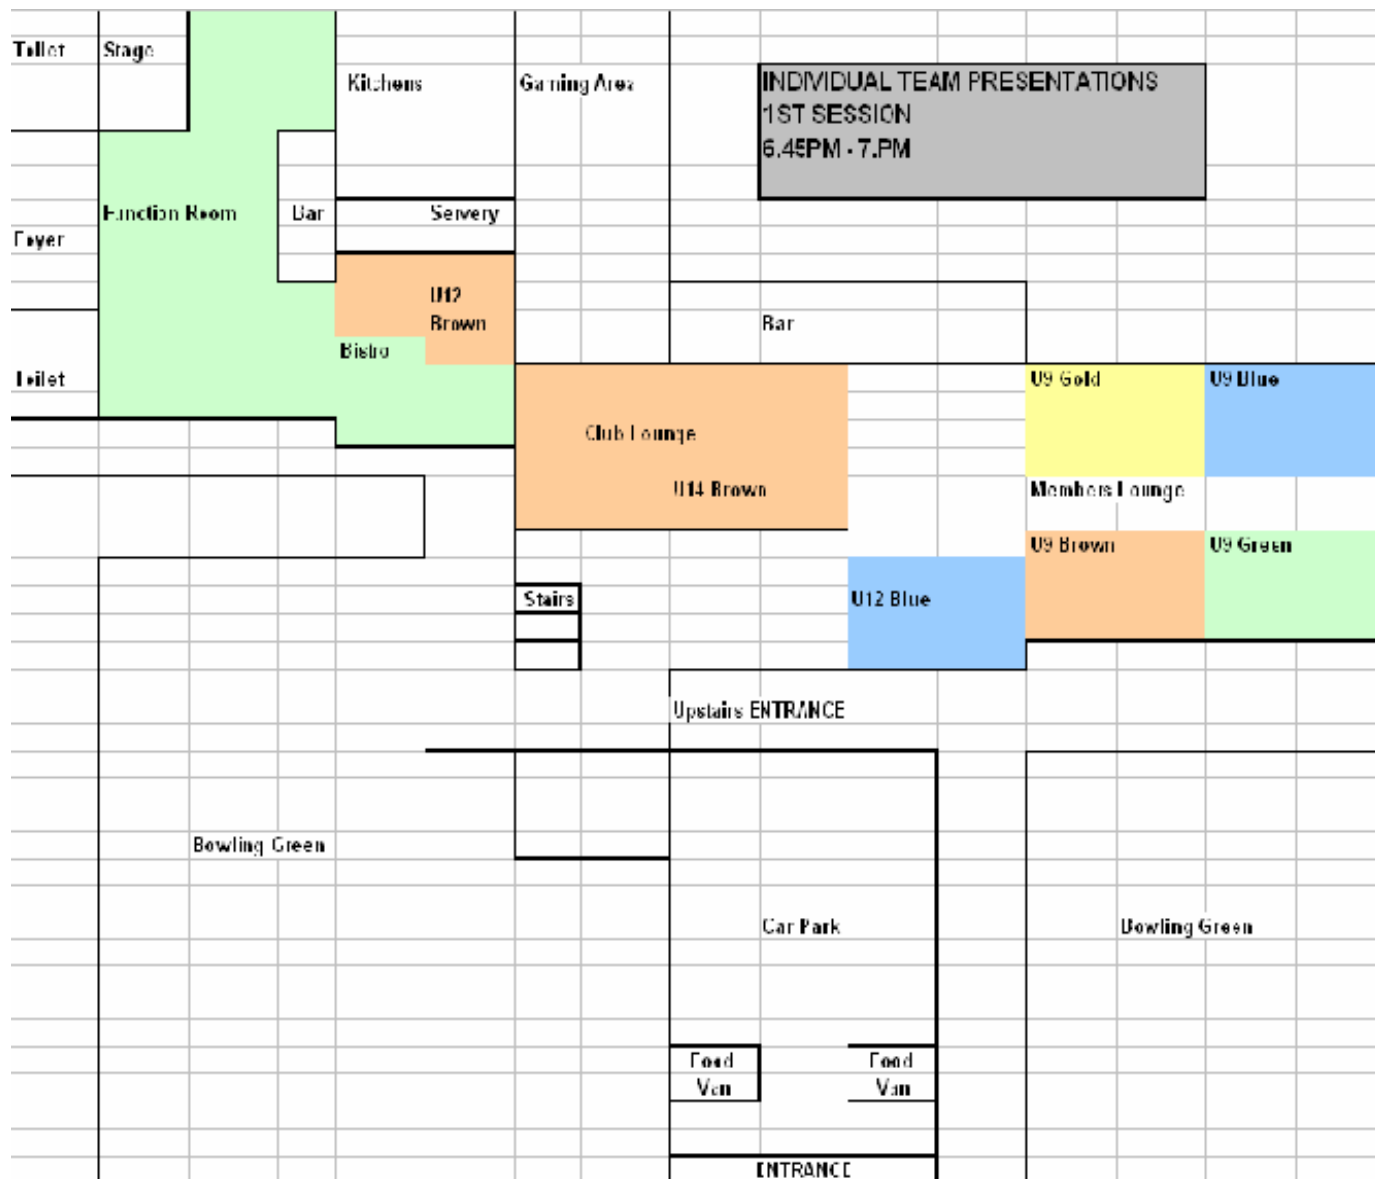 Toilet
Stage
Kitchens
Gaming Area
INDIVIDUAL TEAM PRESENTATIONS
1ST SESSION
6.45PM - 7.PM
Function Room
Bar
Servery
Foyer
U12
Brown
Bar
Bistro
Toilet
U9 Gold
U9 Blue
Club Lounge
U14 Brown
Members Lounge
U9 Brown
U9 Green
Stairs
U12 Blue
Upstairs ENTRANCE
Bowling Green
Car Park
Bowling Green
Food
Van
Food
Van
ENTRANCE